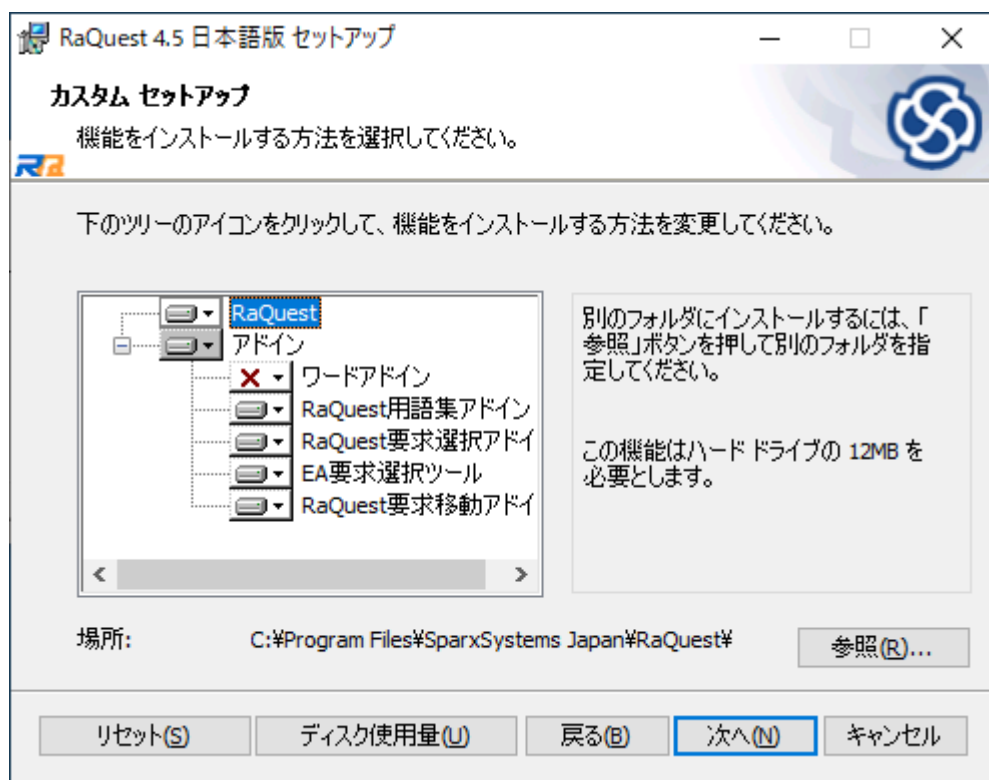 RaQuest 4.5 日本語版 セットアップ
カスタム セットアップ
機能をインストールする方法を選択してください。
Ra
下のツリーのアイコンをクリックして、機能をインストールする方法を変更してください。
RaQuest
アドイン
ワードアドイン
RaQuest用語集アドイン
RaQuest要求選択アドイ
EA要求選択ツール
RaQuest要求移動アドイ
別のフォルダにインストールするには、「
参照」ボタンを押して別のフォルダを指
定してください。
この機能はハード ドライブの 12MB を
必要とします。
場所:
C:¥Program Files¥SparxSystems Japan¥RaQuest¥
参照(R)...
リセット(S)
ディスク使用量(U)
戻る(B)
次へ(N)
キャンセル